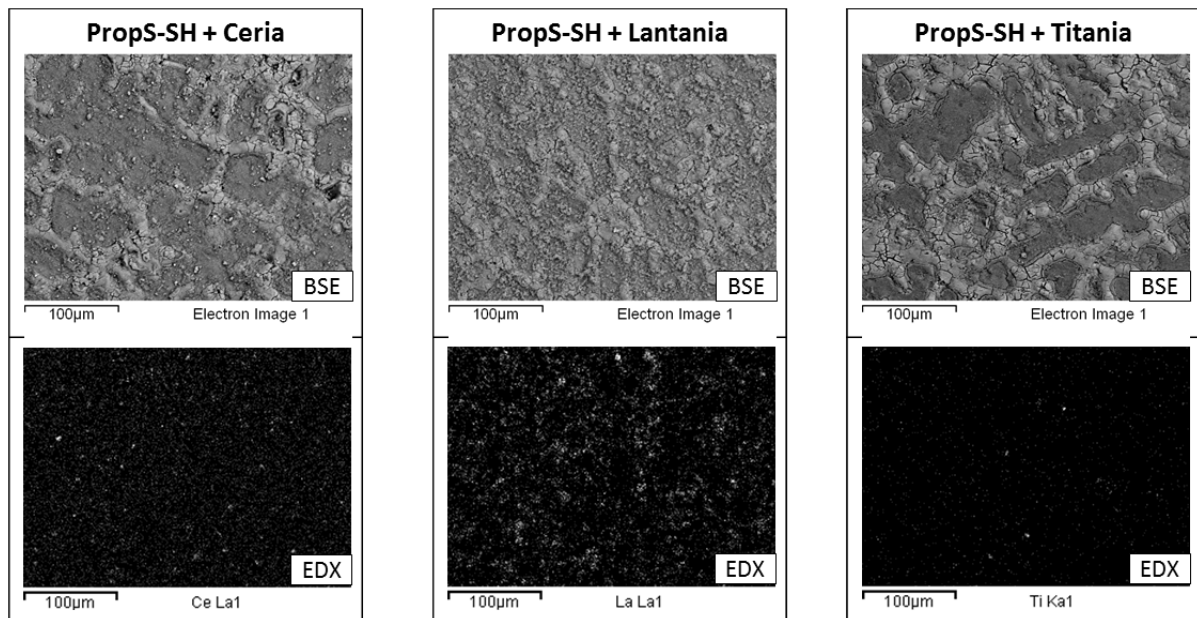 PropS-SH + Ceria
BSE
100µm
Electron Image 1
EDX
100µm
Ce La1
PropS-SH + Lantania
BSE
100µm
Electron Image 1
EDX
100µm
La La1
PropS-SH + Titania
BSE
100µm
Electron Image 1
EDX
100µm
Ti Ka1